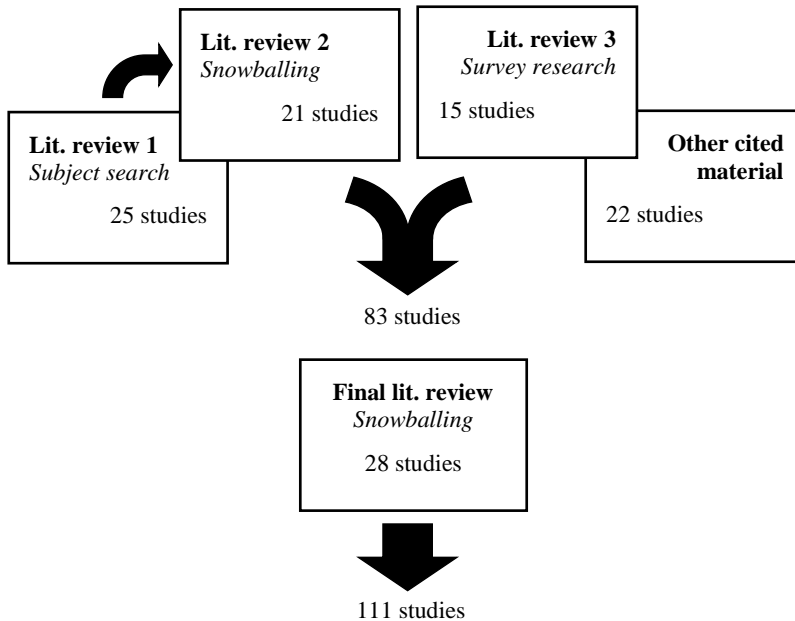 Lit. review 2
Snowballing
21 studies
Lit. review 3
Survey research
15 studies
Lit. review 1
Subject search
25 studies
Other cited
material
22 studies
83 studies
Final lit. review
Snowballing
28 studies
111 studies